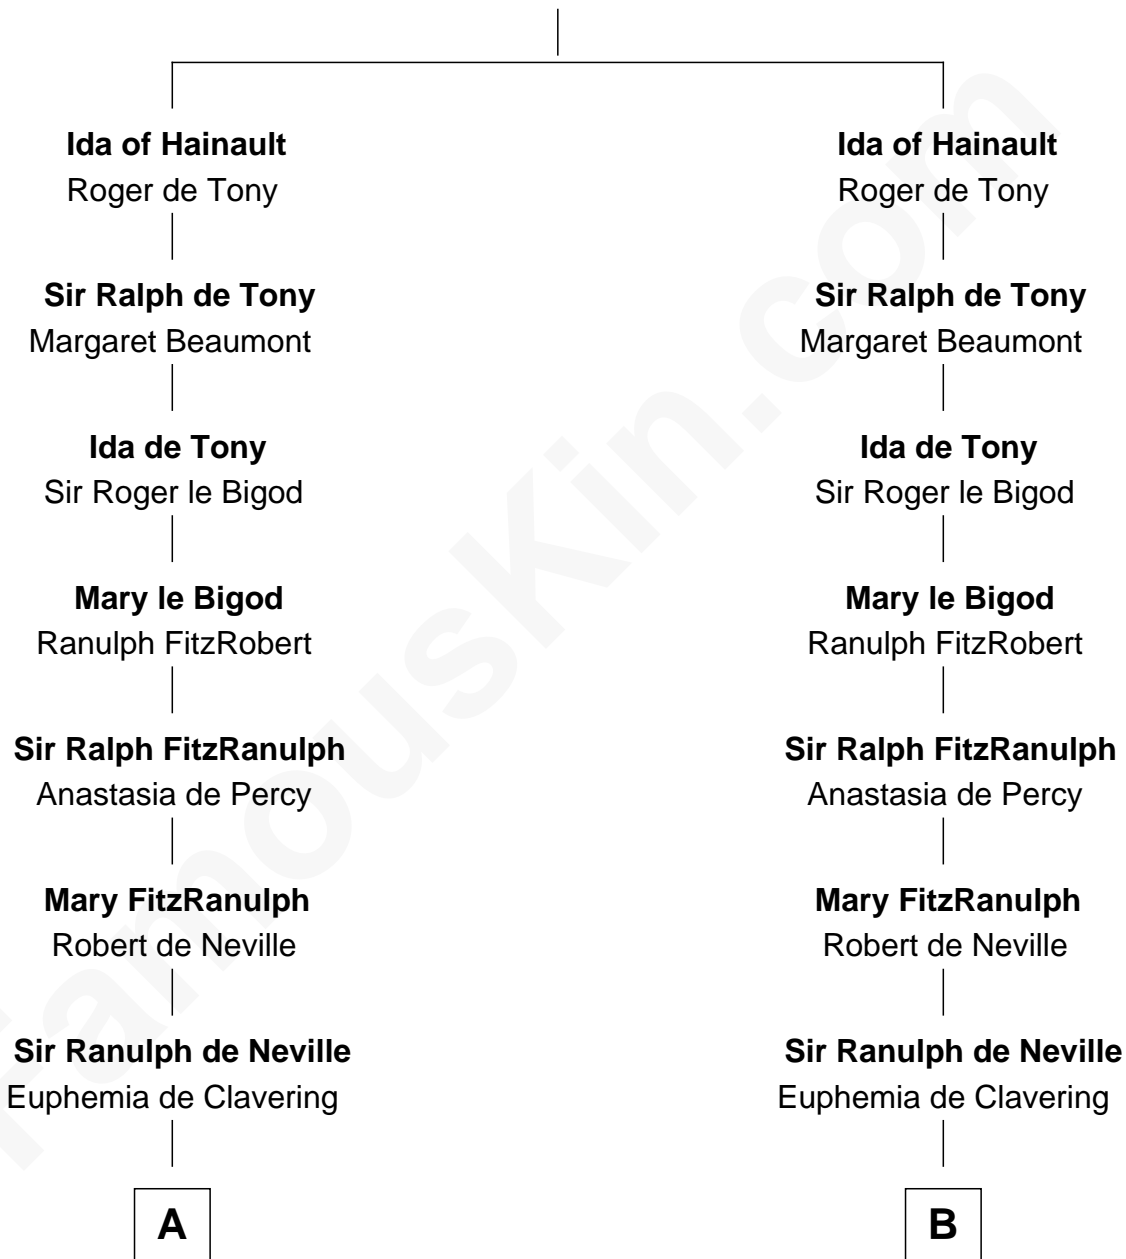 Ida of Hainault
Roger de Tony
Sir Ralph de Tony
Margaret Beaumont
Ida de Tony
Sir Roger le Bigod
Mary le Bigod
Ranulph FitzRobert
Sir Ralph FitzRanulph
Anastasia de Percy
Mary FitzRanulph
Robert de Neville
Sir Ranulph de Neville
Euphemia de Clavering
A
Ida of Hainault
Roger de Tony
Sir Ralph de Tony
Margaret Beaumont
Ida de Tony
Sir Roger le Bigod
Mary le Bigod
Ranulph FitzRobert
Sir Ralph FitzRanulph
Anastasia de Percy
Mary FitzRanulph
Robert de Neville
Sir Ranulph de Neville
Euphemia de Clavering
B
FamousKin.com